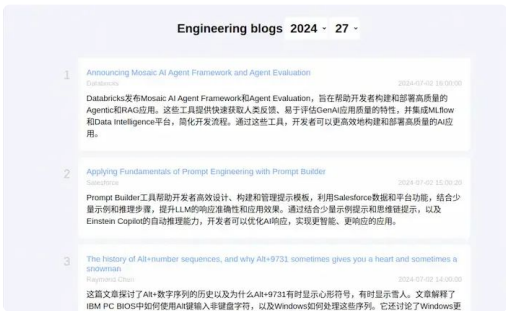 Engineering blogs 2024 27
1
Announcing Mosaic AI Agent Framework and Agent Evaluation
Databricks 2024-07-02 16:00:00
Databricks发布Mosaic AI Agent Framework和Agent Evaluation，旨在帮助开发者构建和部署高质量的
Agentic和RAG应用。这些工具提供快速获取人类反馈、易于评估GenAI应用质量的特性，并集成MLflow
和Data Intelligence平台，简化开发流程。通过这些工具，开发者可以更高效地构建和部署高质量的AI应
用。
2
Applying Fundamentals of Prompt Engineering with Prompt Builder
Salesforce 2024-07-02 15:00:20
Prompt Builder工具帮助开发者高效设计、构建和管理提示模板，利用Salesforce数据和平台功能，结合少
量示例和推理步骤，提升LLM的响应准确性和应用效果。通过结合少量示例提示和思维链提示，以及
Einstein Copilot的自动推理能力，开发者可以优化AI响应，实现更智能、更响应的应用。
3
The history of Alt+number sequences, and why Alt+9731 sometimes gives you a heart and sometimes a
snowman
Raymond Chen 2024-07-02 14:00:00
这篇文章探讨了Alt+数字序列的历史以及为什么Alt+9731有时显示心形符号，有时显示雪人。文章解释了
IBM PC BIOS中如何使用Alt键输入非键盘字符，以及Windows如何处理这些序列。它还讨论了Windows更